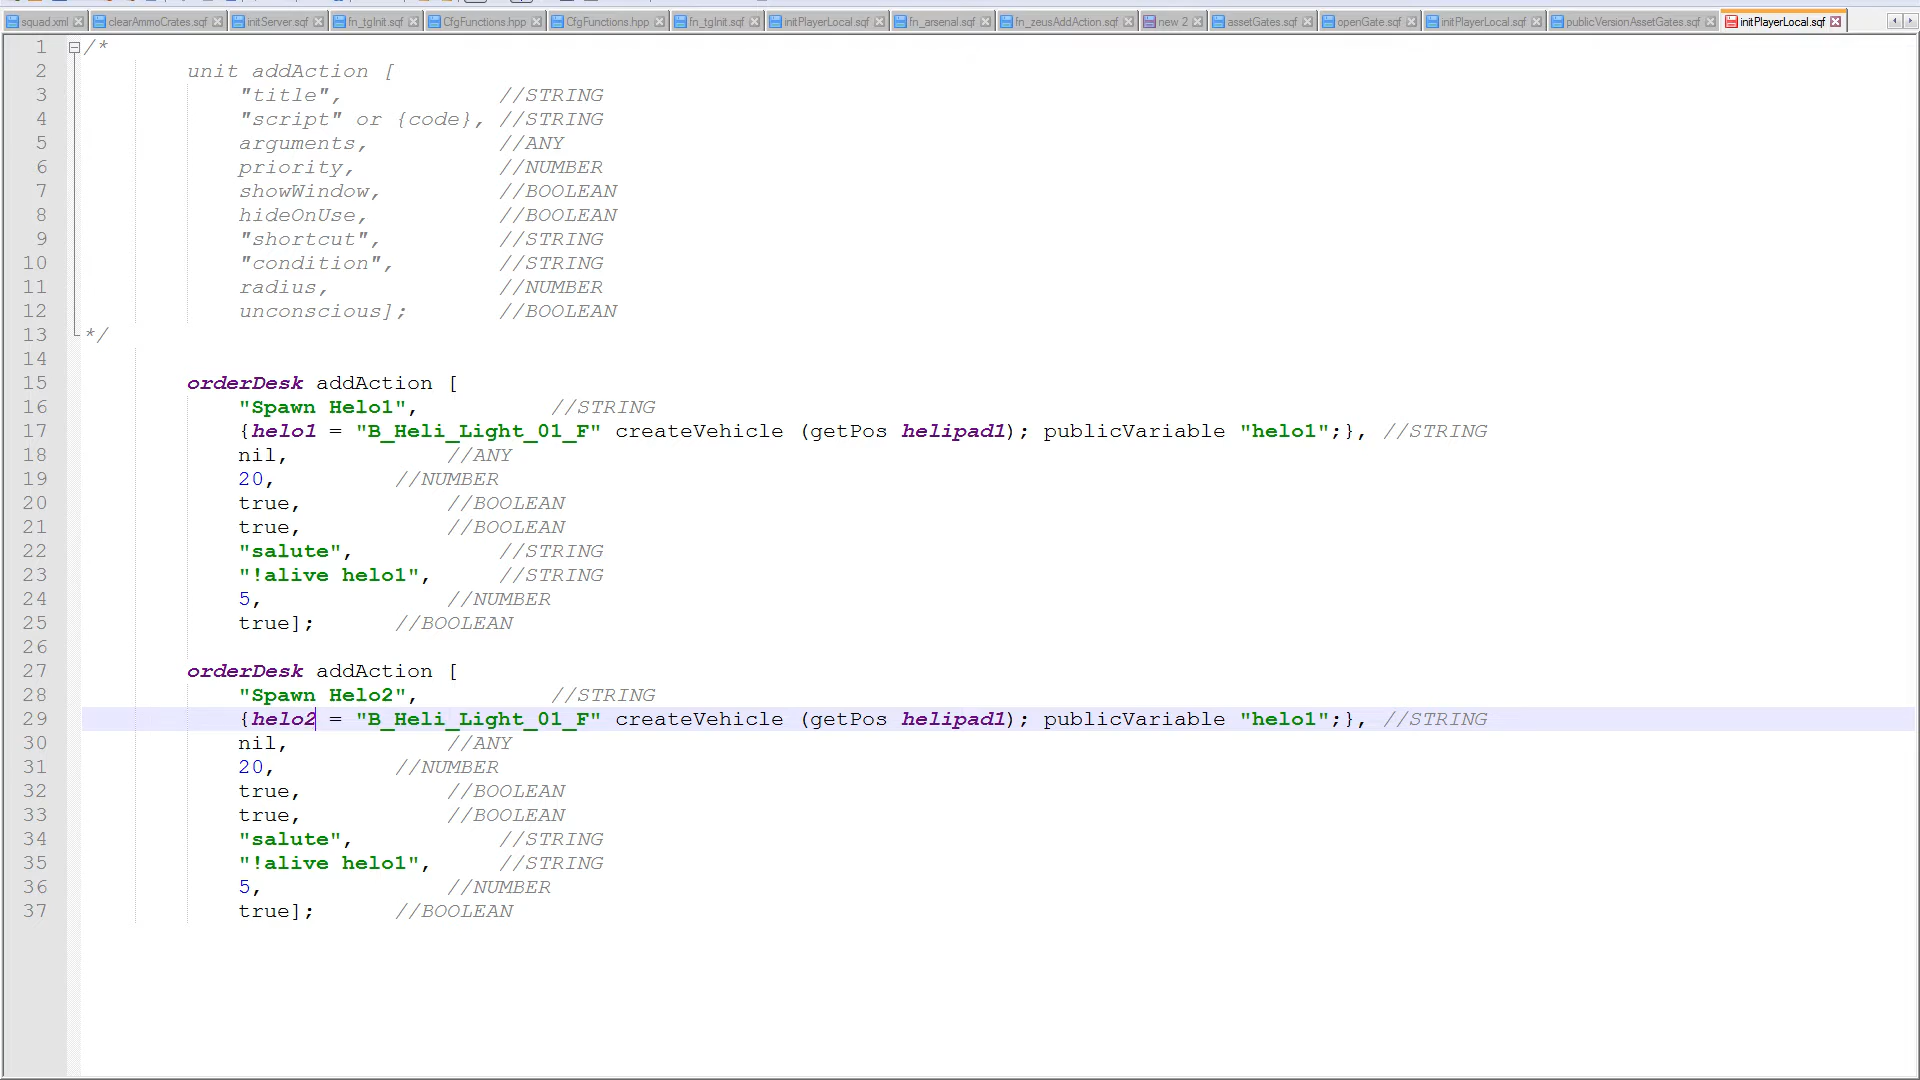 squad.xml clearAmmoCrates.sqf initServer.sqf fn_tgInit.sqf CfgFunctions.hpp CfgFunctions.hpp fn_tgInit.sqf initPlayerLocal.sqf fn_arsenal.sqf fn_zeusAddAction.sqf new 2 assetGates.sqf openGate.sqf initPlayerLocal.sqf publicVersionAssetGates.sqf initPlayerLocal.sqf
1 /*
2 unit addAction [
3 "title", //STRING
4 "script" or {code}, //STRING
5 arguments, //ANY
6 priority, //NUMBER
7 showWindow, //BOOLEAN
8 hideOnUse, //BOOLEAN
9 "shortcut", //STRING
10 "condition", //STRING
11 radius, //NUMBER
12 unconscious]; //BOOLEAN
13 */
14
15 orderDesk addAction [
16 "Spawn Helo1", //STRING
17 {helo1 = "B_Heli_Light_01_F" createVehicle (getPos helipad1); publicVariable "helo1";}, //STRING
18 nil, //ANY
19 20, //NUMBER
20 true, //BOOLEAN
21 true, //BOOLEAN
22 "salute", //STRING
23 "!alive helo1", //STRING
24 5, //NUMBER
25 true]; //BOOLEAN
26
27 orderDesk addAction [
28 "Spawn Helo2", //STRING
29 {helo2 = "B_Heli_Light_01_F" createVehicle (getPos helipad1); publicVariable "helo1";}, //STRING
30 nil, //ANY
31 20, //NUMBER
32 true, //BOOLEAN
33 true, //BOOLEAN
34 "salute", //STRING
35 "!alive helo1", //STRING
36 5, //NUMBER
37 true]; //BOOLEAN